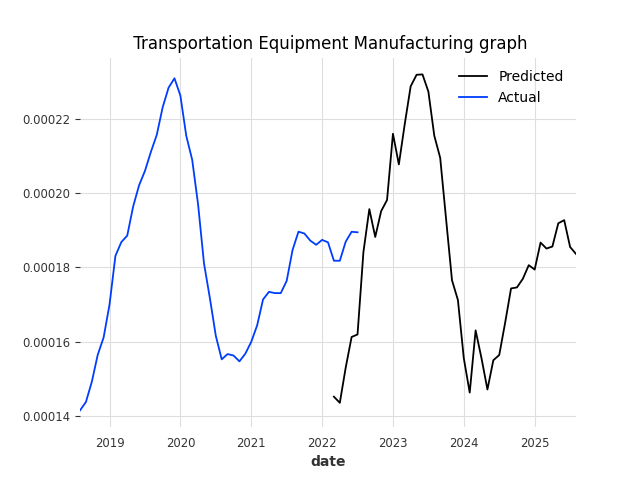 Transportation Equipment Manufacturing graph
Predicted
Actual
0.00022
0.00020
0.00018
0.00016
0.00014
2019 2020 2021 2022 2023 2024 2025
date